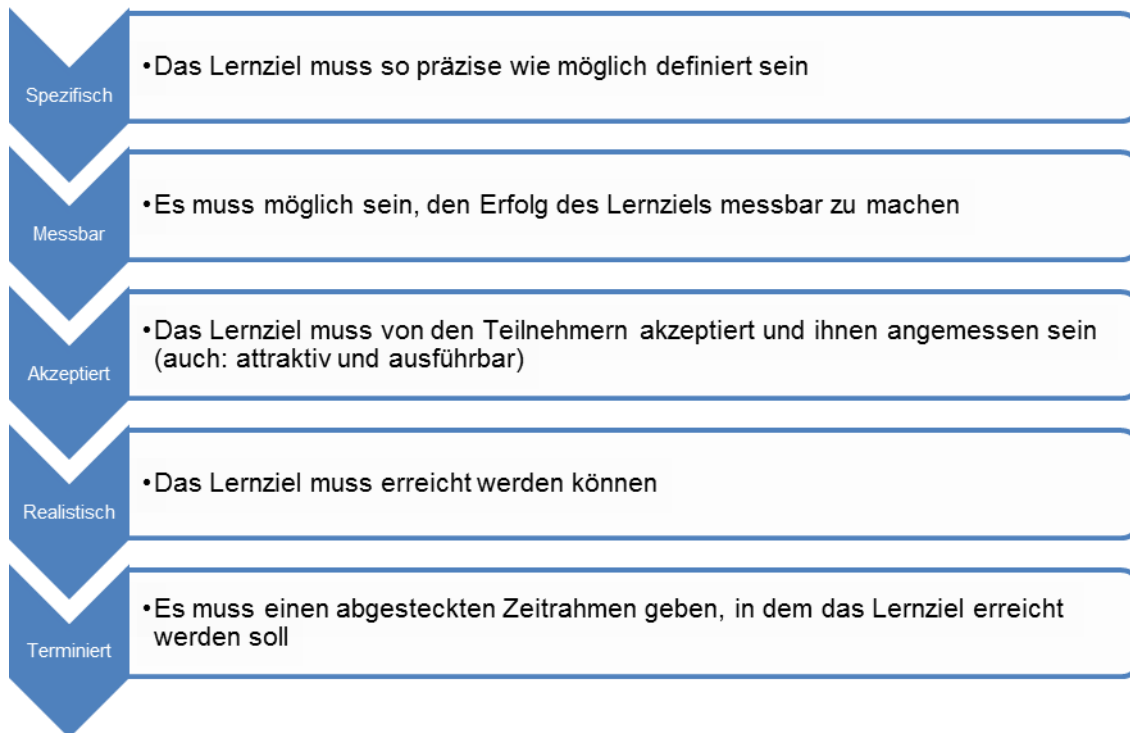 Spezifisch
•Das Lernziel muss so präzise wie möglich definiert sein
Messbar
•Es muss möglich sein, den Erfolg des Lernziels messbar zu machen
Akzeptiert
•Das Lernziel muss von den Teilnehmern akzeptiert und ihnen angemessen sein
(auch: attraktiv und ausführbar)
Realistisch
•Das Lernziel muss erreicht werden können
Terminiert
•Es muss einen abgesteckten Zeitrahmen geben, in dem das Lernziel erreicht
werden soll